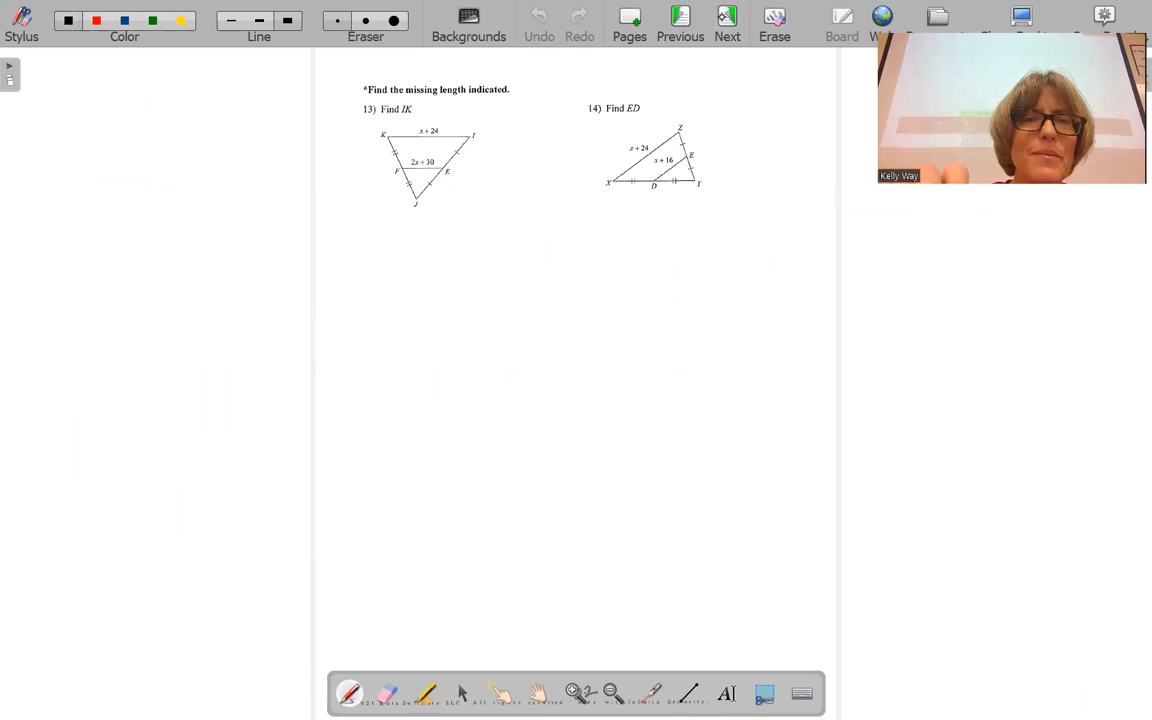 Stylus
Color
Line
Eraser
Backgrounds
Undo
Redo
Pages
Previous
Next
Erase
Board
Kelly Way
*Find the missing length indicated.
13) Find IK
14) Find ED
K
x + 24
I
F
2x + 30
E
J
Z
x + 24
x + 16
E
X
D
Y